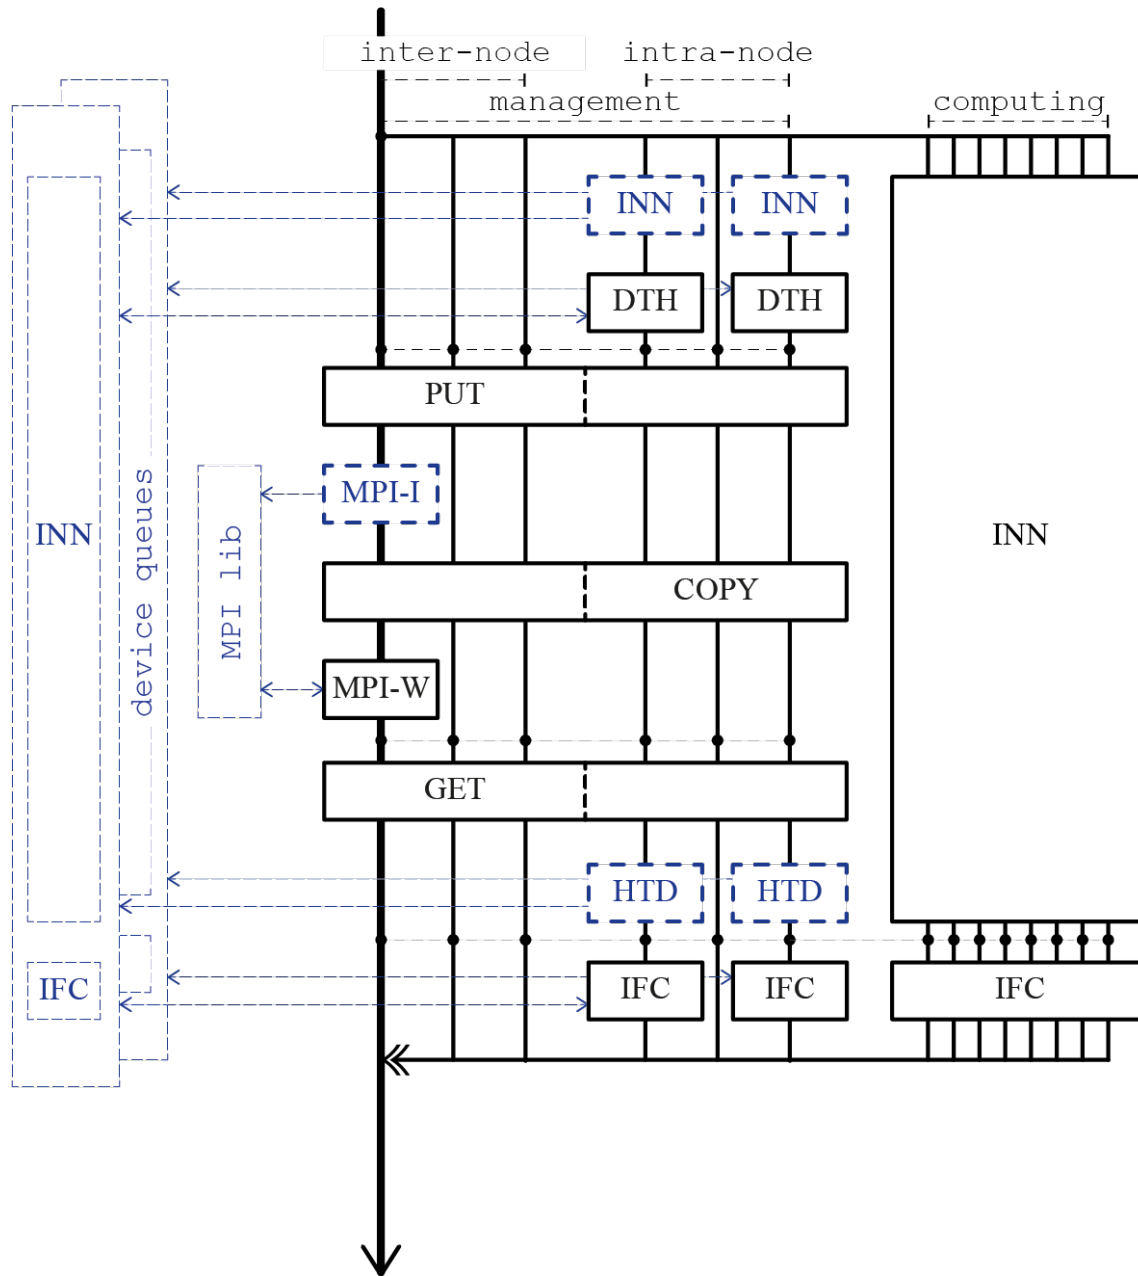 inter-node
intra-node
management
computing
INN
INN
DTH
DTH
PUT
MPI-I
INN
device queues
MPI lib
INN
COPY
MPI-W
GET
HTD
HTD
IFC
IFC
IFC
IFC